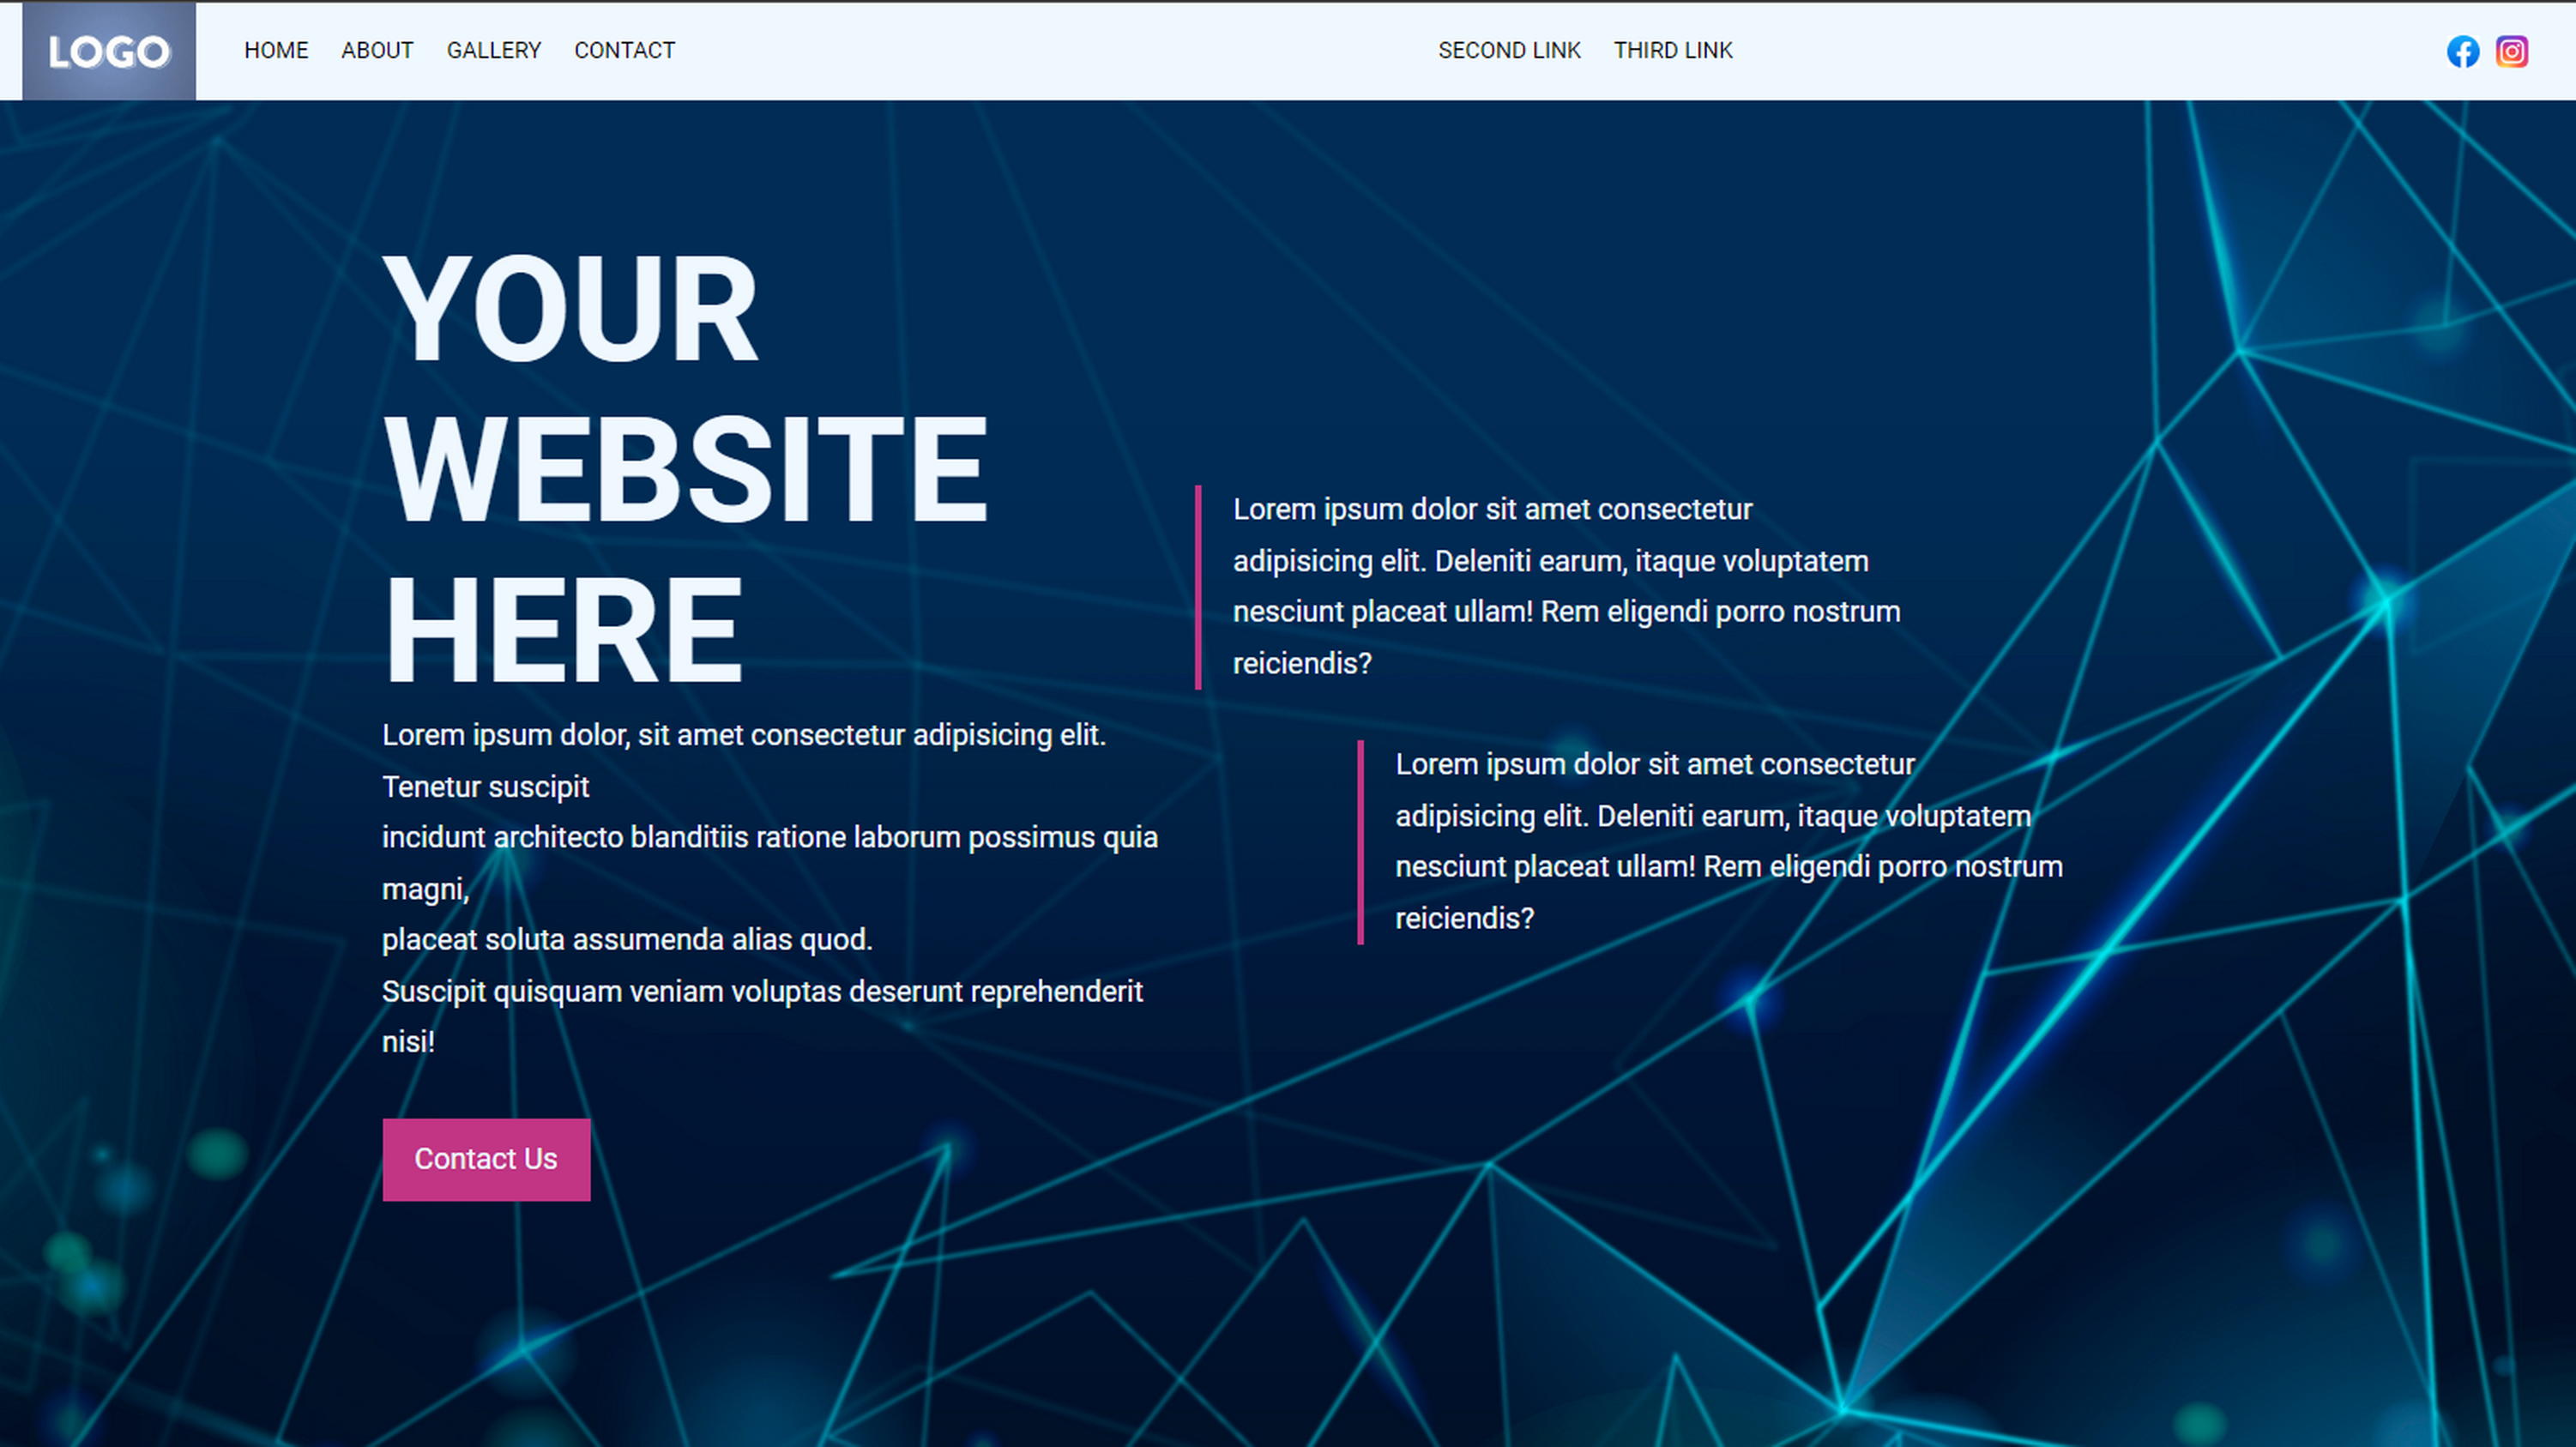 LOGO HOME ABOUT GALLERY CONTACT SECOND LINK THIRD LINK
YOUR
WEBSITE
HERE
Lorem ipsum dolor, sit amet consectetur adipisicing elit.
Tenetur suscipit
incidunt architecto blanditiis ratione laborum possimus quia
magni,
placeat soluta assumenda alias quod.
Suscipit quisquam veniam voluptas deserunt reprehenderit
nisi!
Contact Us
Lorem ipsum dolor sit amet consectetur
adipisicing elit. Deleniti earum, itaque voluptatem
nesciunt placeat ullam! Rem eligendi porro nostrum
reiciendis?
Lorem ipsum dolor sit amet consectetur
adipisicing elit. Deleniti earum, itaque voluptatem
nesciunt placeat ullam! Rem eligendi porro nostrum
reiciendis?